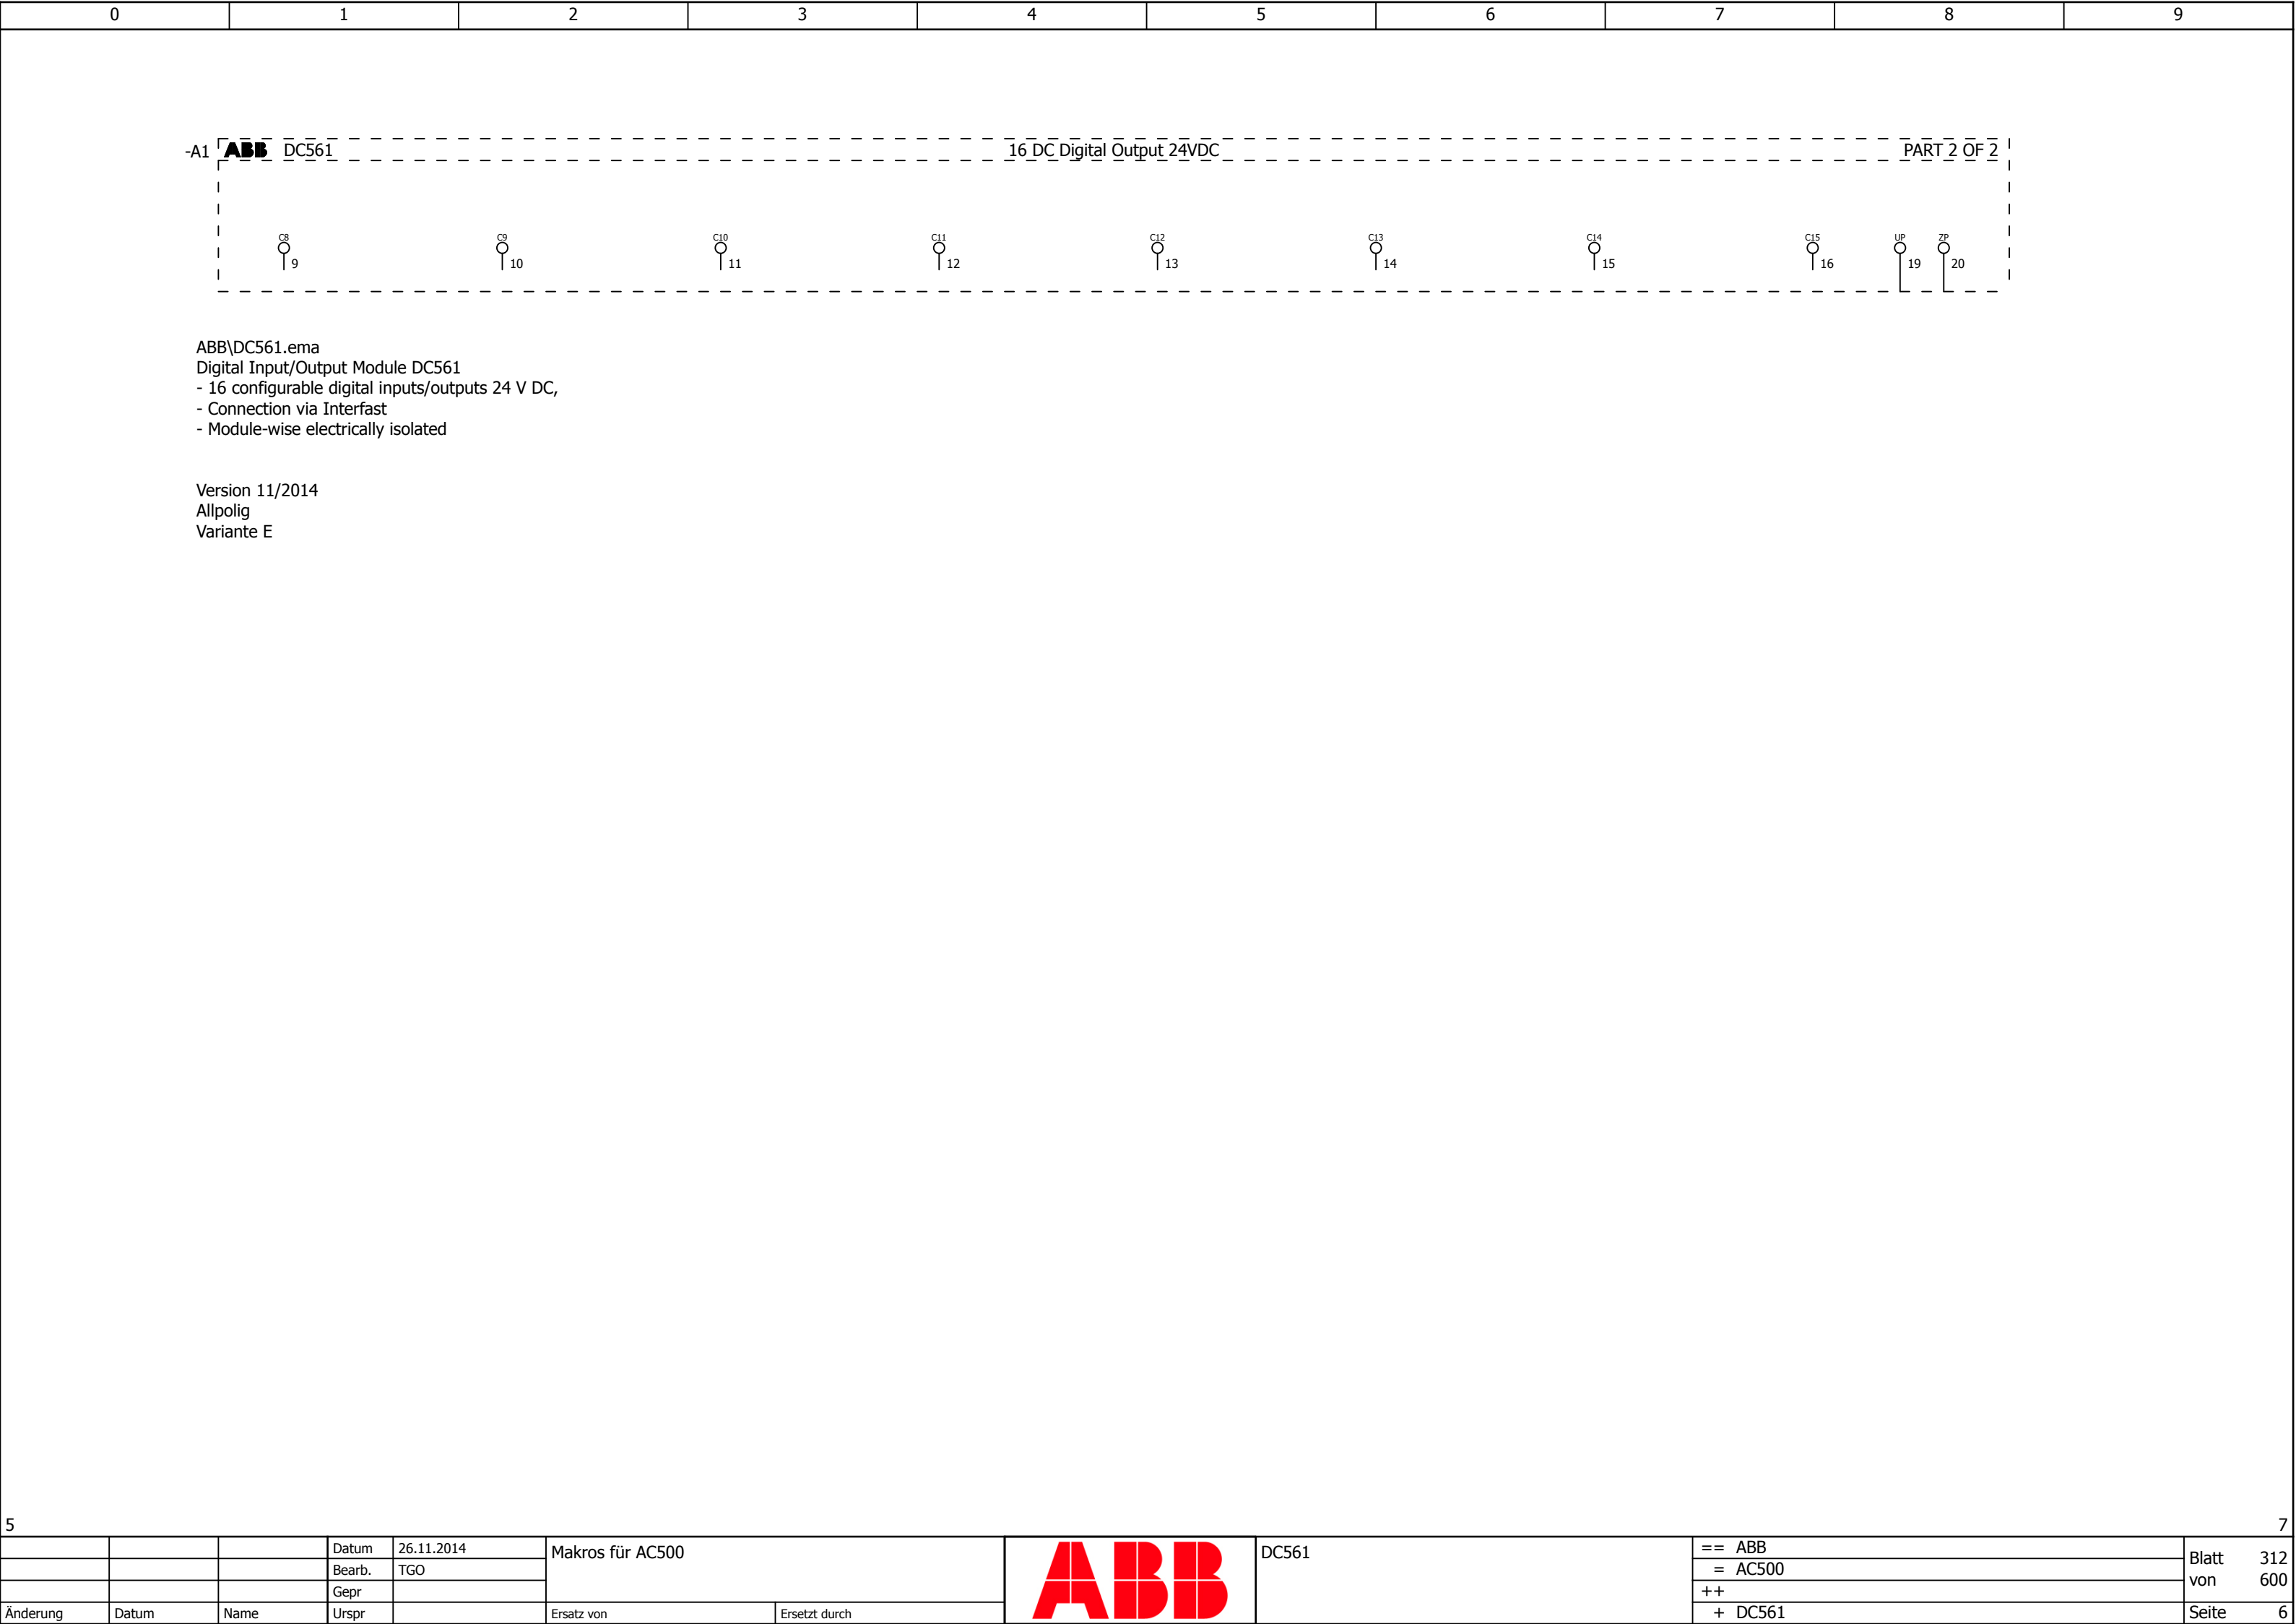 0 1 2 3 4 5 6 7 8 9
-A1 ABB DC561 16 DC Digital Output 24VDC PART 2 OF 2
C8 C9 C10 C11 C12 C13 C14 C15 UP ZP
9 10 11 12 13 14 15 16 19 20
ABB\DC561.ema
Digital Input/Output Module DC561
- 16 configurable digital inputs/outputs 24 V DC,
- Connection via Interfast
- Module-wise electrically isolated
Version 11/2014
Allpolig
Variante E
5 7
Datum 26.11.2014 Makros für AC500 ABB DC561 == ABB Blatt 312
Bearb. TGO = AC500 von 600
Gepr ++
Änderung Datum Name Urspr Ersatz von Ersetzt durch + DC561 Seite 6